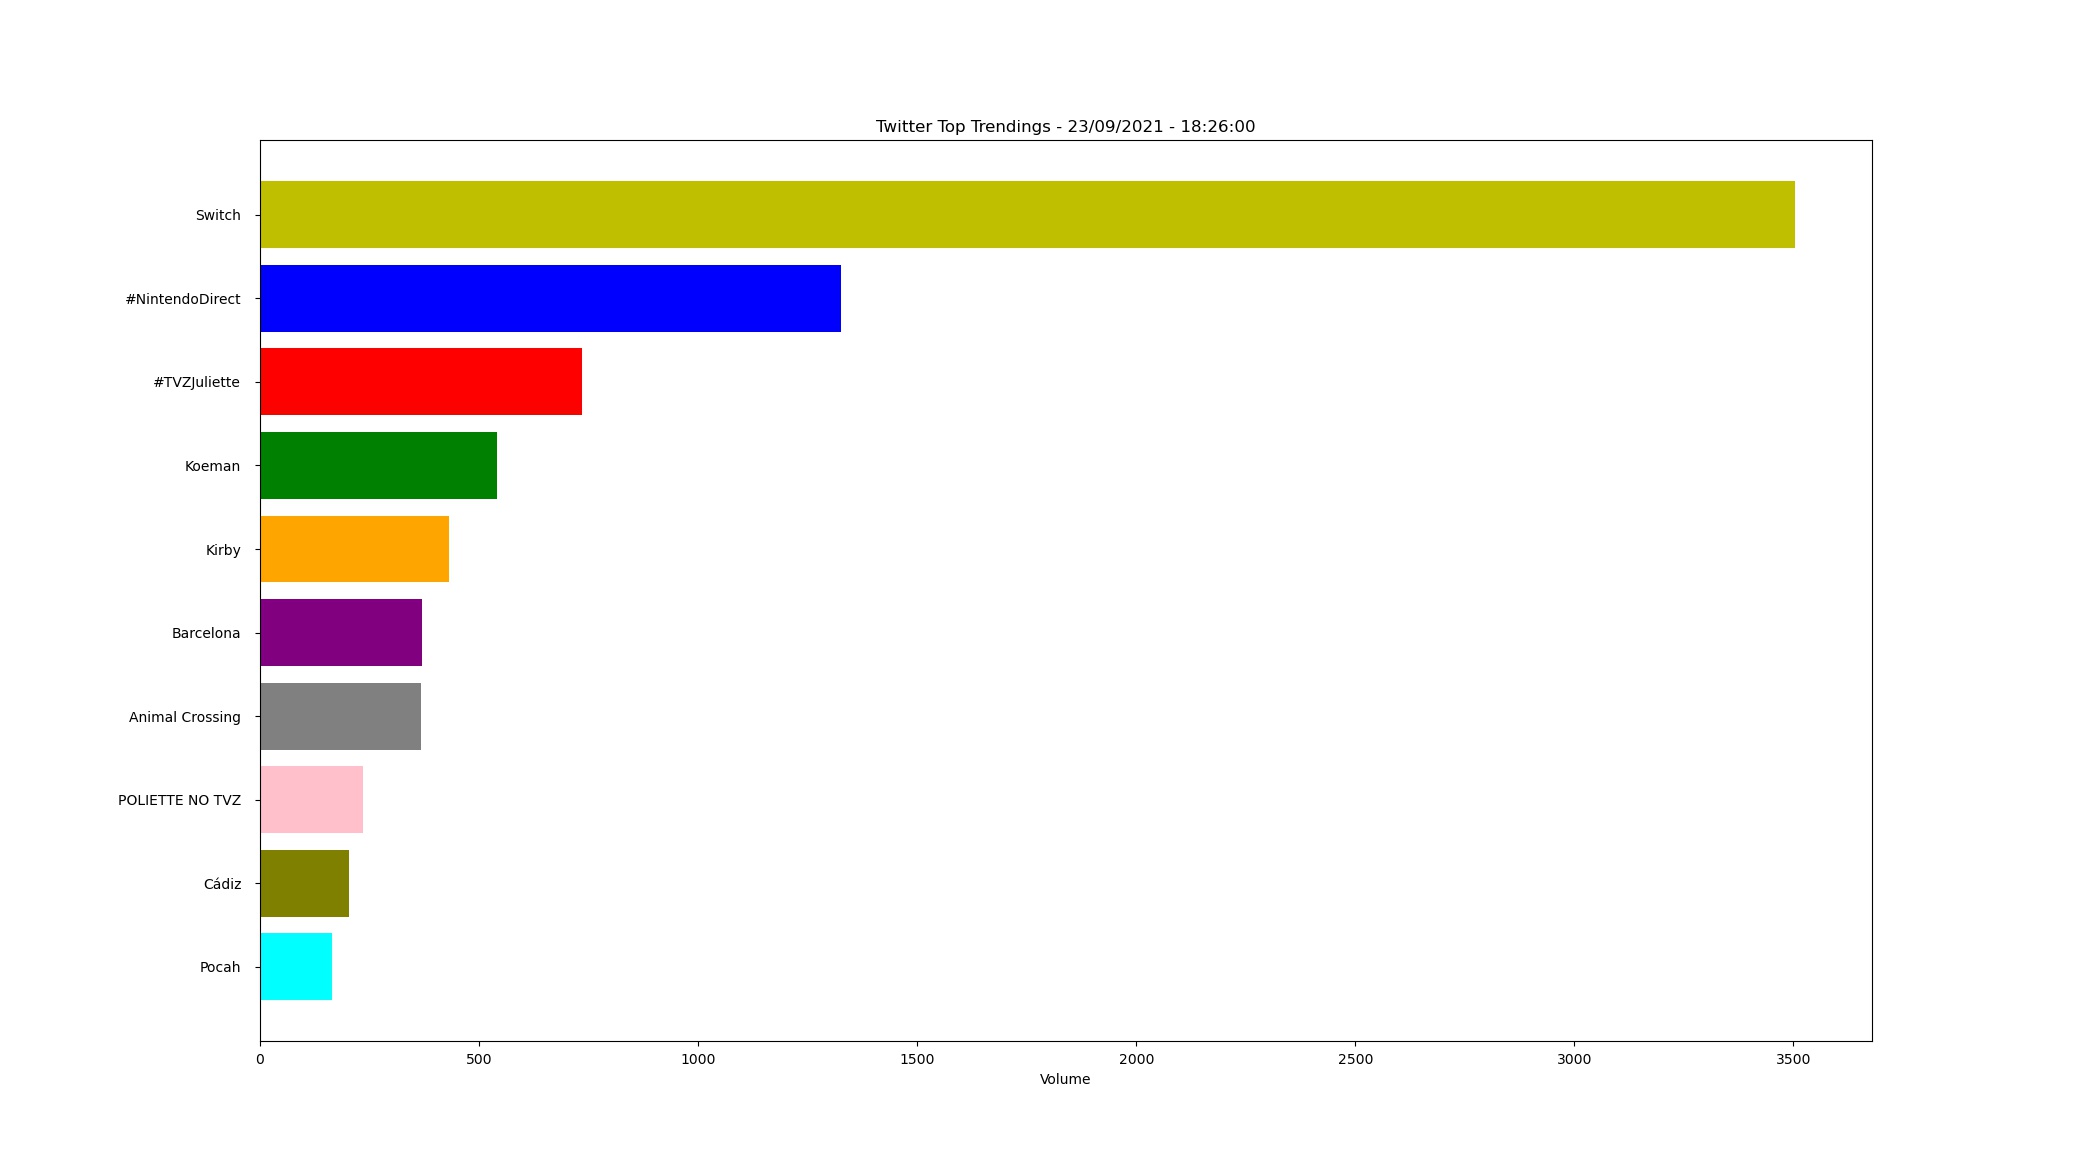 Twitter Top Trendings - 23/09/2021 - 18:26:00
Switch
#NintendoDirect
#TVZJuliette
Koeman
Kirby
Barcelona
Animal Crossing
POLIETTE NO TVZ
Cádiz
Pocah
0 500 1000 1500 2000 2500 3000 3500
Volume